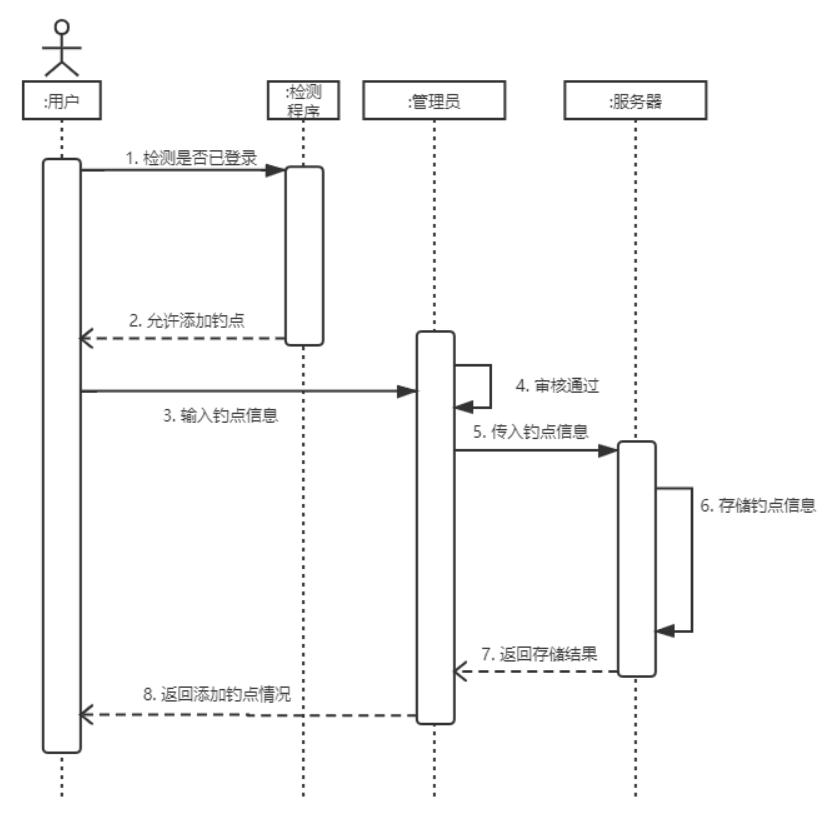 :用户
:检测
程序
:管理员
:服务器
1. 检测是否已登录
2. 允许添加钓点
3. 输入钓点信息
4. 审核通过
5. 传入钓点信息
6. 存储钓点信息
7. 返回存储结果
8. 返回添加钓点情况